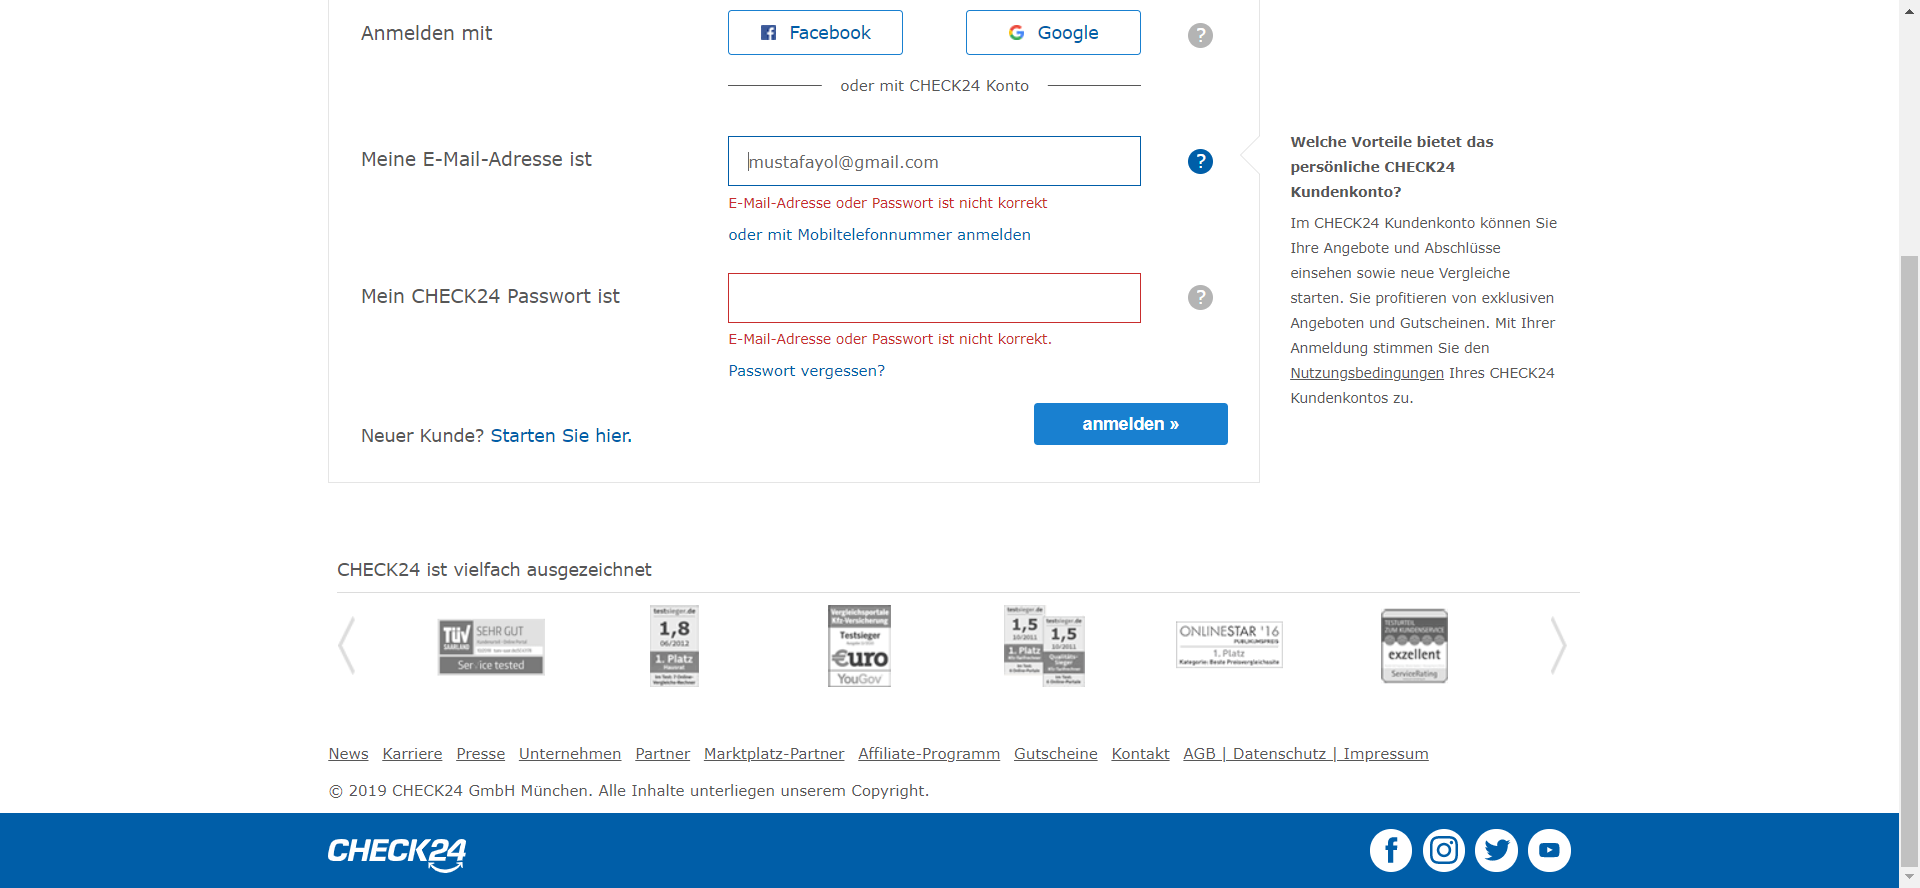 Anmelden mit
Facebook
Google
oder mit CHECK24 Konto
Meine E-Mail-Adresse ist
mustafayol@gmail.com
E-Mail-Adresse oder Passwort ist nicht korrekt
oder mit Mobiltelefonnummer anmelden
Mein CHECK24 Passwort ist
E-Mail-Adresse oder Passwort ist nicht korrekt.
Passwort vergessen?
Neuer Kunde? Starten Sie hier.
anmelden »
Welche Vorteile bietet das
persönliche CHECK24
Kundenkonto?
Im CHECK24 Kundenkonto können Sie
Ihre Angebote und Abschlüsse
einsehen sowie neue Vergleiche
starten. Sie profitieren von exklusiven
Angeboten und Gutscheinen. Mit Ihrer
Anmeldung stimmen Sie den
Nutzungsbedingungen Ihres CHECK24
Kundenkontos zu.
CHECK24 ist vielfach ausgezeichnet
TÜV SEHR GUT
SAARLAND
Service tested
testsieger.de
1,8
06/2012
1. Platz
Vergleichsportale
Kfz-Versicherung
Testsieger
€uro
YouGov
testsieger.de
1,5
10/2011
1. Platz
testsieger.de
1,5
10/2011
Qualitäts-
Sieger
ONLINESTAR '16
PUBLIKUMSPREIS
1. Platz
Kategorie: Beste Preisvergleichsseite
TESTURTEIL
ZUM KUNDENSERVICE
exzellent
ServiceRating
News Karriere Presse Unternehmen Partner Marktplatz-Partner Affiliate-Programm Gutscheine Kontakt AGB | Datenschutz | Impressum
© 2019 CHECK24 GmbH München. Alle Inhalte unterliegen unserem Copyright.
CHECK24